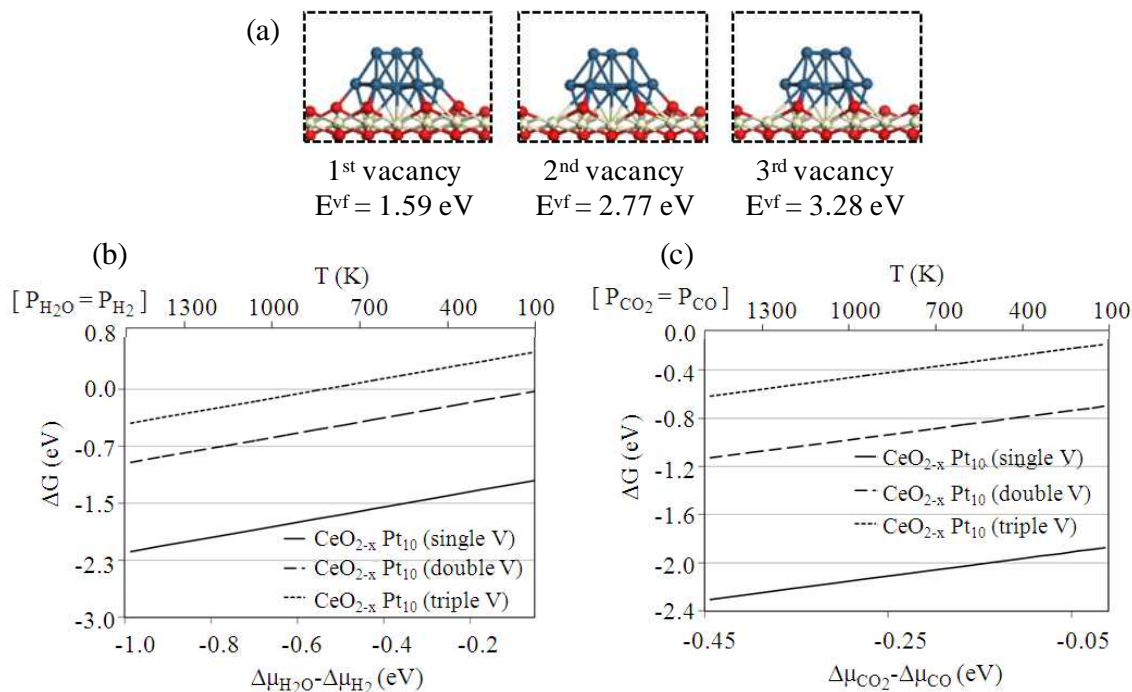 (a)
1st vacancy 2nd vacancy 3rd vacancy
Evf = 1.59 eV Evf = 2.77 eV Evf = 3.28 eV
(b)
T (K)
[ PH2O = PH2 ]
1300 1000 700 400 100
0.8
0.0
-0.7
-1.5
-2.3
-3.0
ΔG (eV)
CeO2-x Pt10 (single V)
CeO2-x Pt10 (double V)
CeO2-x Pt10 (triple V)
-1.0 -0.8 -0.6 -0.4 -0.2
ΔμH2O-ΔμH2 (eV)
(c)
T (K)
[ PCO2 = PCO ]
1300 1000 700 400 100
0.0
-0.4
-0.8
-1.2
-1.6
-2.0
-2.4
ΔG (eV)
CeO2-x Pt10 (single V)
CeO2-x Pt10 (double V)
CeO2-x Pt10 (triple V)
-0.45 -0.25 -0.05
ΔμCO2-ΔμCO (eV)